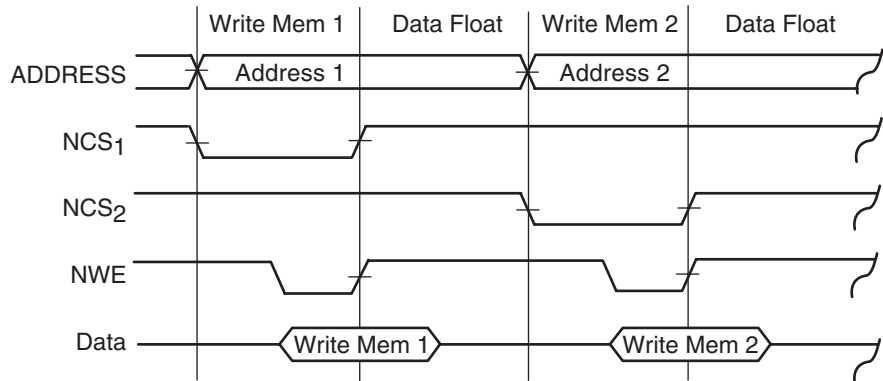 Write Mem 1 Data Float Write Mem 2 Data Float
ADDRESS Address 1 Address 2
NCS1
NCS2
NWE
Data Write Mem 1 Write Mem 2